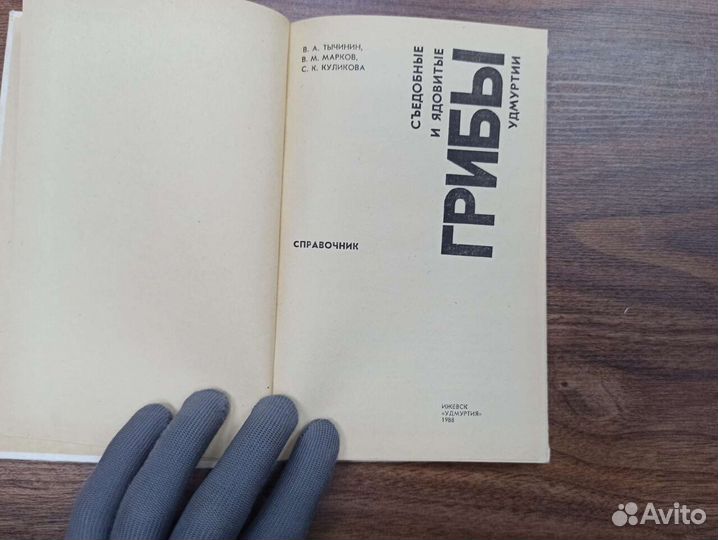 В. А. ТЫЧИНИН,
В. М. МАРКОВ,
С. К. КУЛИКОВА
СЪЕДОБНЫЕ
И ЯДОВИТЫЕ
ГРИБЫ
УДМУРТИИ
СПРАВОЧНИК
ИЖЕВСК
«УДМУРТИЯ»
1988
Avito